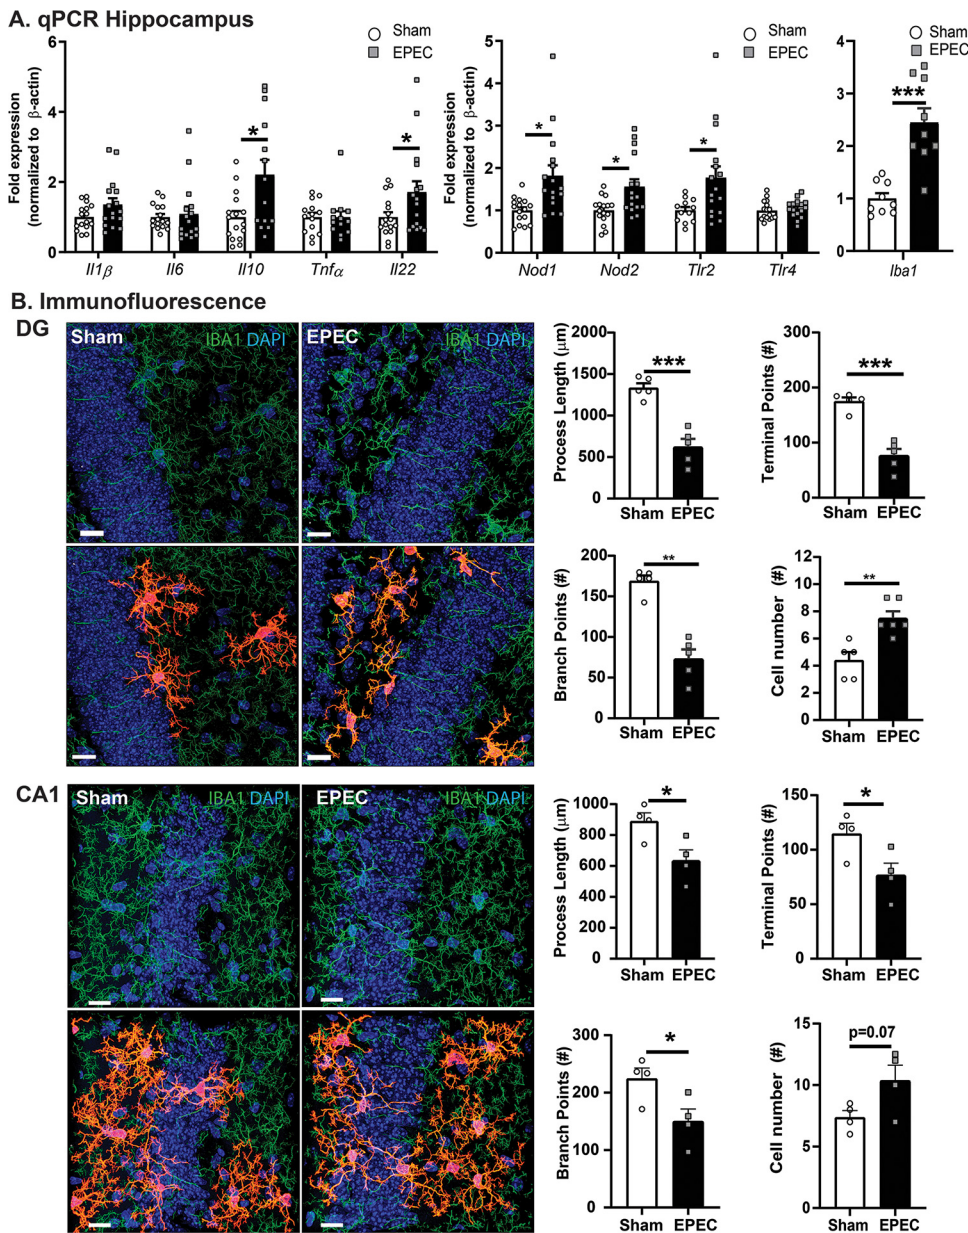 A. qPCR Hippocampus
Sham
EPEC
Fold expression
(normalized to β-actin)
6
4
2
0
Il1β Il6 Il10 Tnfα Il22
* *
Sham
EPEC
Fold expression
(normalized to β-actin)
5
4
3
2
1
0
Nod1 Nod2 Tlr2 Tlr4
* * *
Sham
EPEC
4
3
2
1
0
***
Iba1
B. Immunofluorescence
DG
Sham IBA1 DAPI
EPEC IBA1 DAPI
Process Length (μm)
2000
1500
1000
500
0
***
Sham EPEC
Terminal Points (#)
300
200
100
0
***
Sham EPEC
Branch Points (#)
200
150
100
50
0
**
Sham EPEC
Cell number (#)
10
8
6
4
2
0
**
Sham EPEC
CA1
Sham IBA1 DAPI
EPEC IBA1 DAPI
Process Length (μm)
1000
800
600
400
200
0
*
Sham EPEC
Terminal Points (#)
150
100
50
0
*
Sham EPEC
Branch Points (#)
300
200
100
0
*
Sham EPEC
Cell number (#)
15
10
5
0
p=0.07
Sham EPEC